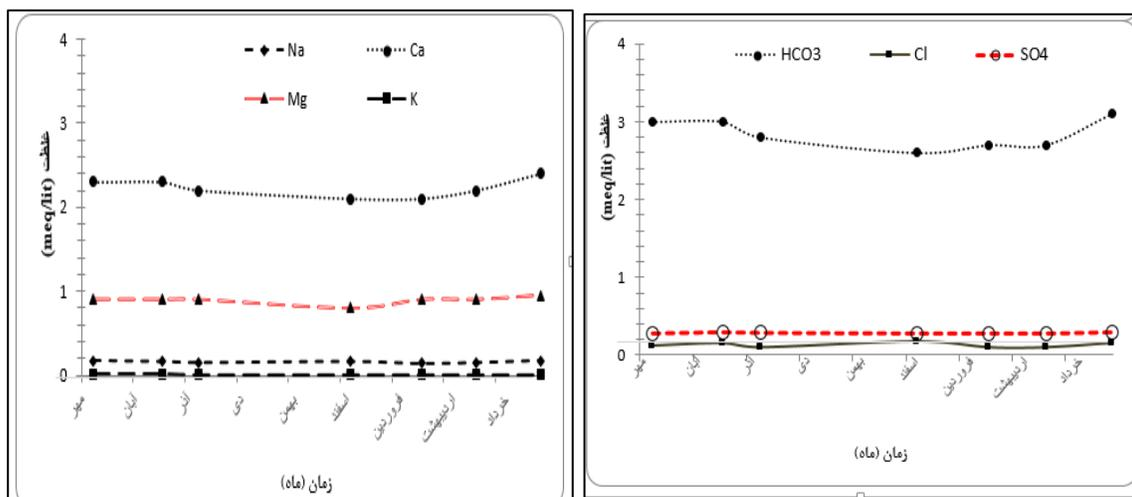 4
3
2
1
0
Na
Ca
Mg
K
غلظت (meq/lit)
مهر
آبان
آذر
دی
بهمن
اسفند
فروردین
اردیبهشت
خرداد
زمان (ماه)
4
3
2
1
0
HCO3
Cl
SO4
غلظت (meq/lit)
مهر
آبان
آذر
دی
بهمن
اسفند
فروردین
اردیبهشت
خرداد
زمان (ماه)